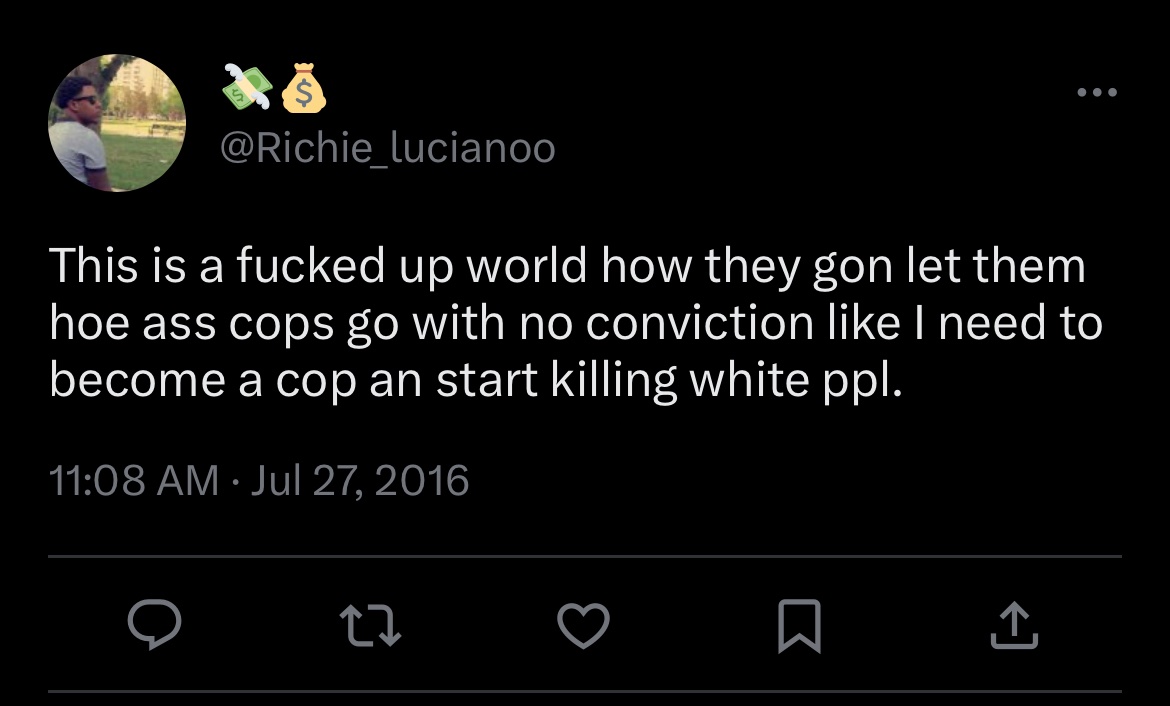 @Richie_lucianoo
This is a fucked up world how they gon let them
hoe ass cops go with no conviction like I need to
become a cop an start killing white ppl.
11:08 AM · Jul 27, 2016